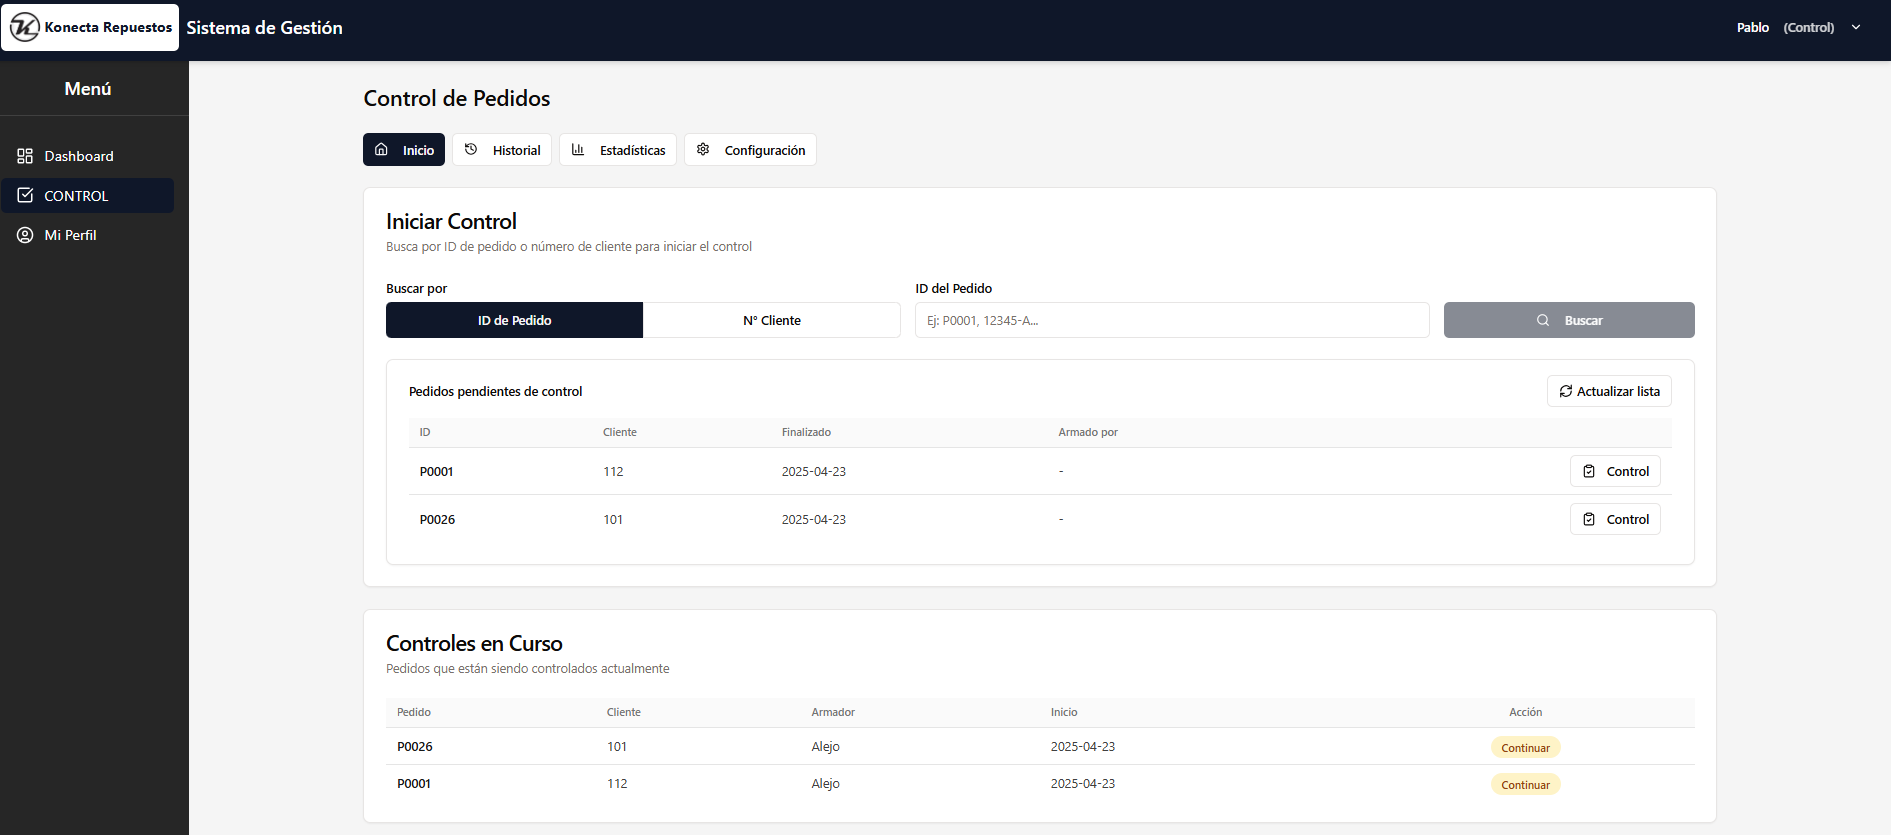 Konecta Repuestos Sistema de Gestión Pablo (Control)
Menú
Dashboard
CONTROL
Mi Perfil
Control de Pedidos
Inicio Historial Estadísticas Configuración
Iniciar Control
Busca por ID de pedido o número de cliente para iniciar el control
Buscar por ID del Pedido
ID de Pedido N° Cliente Ej: P0001, 12345-A... Buscar
Pedidos pendientes de control Actualizar lista
ID Cliente Finalizado Armado por
P0001 112 2025-04-23 - Control
P0026 101 2025-04-23 - Control
Controles en Curso
Pedidos que están siendo controlados actualmente
Pedido Cliente Armador Inicio Acción
P0026 101 Alejo 2025-04-23 Continuar
P0001 112 Alejo 2025-04-23 Continuar